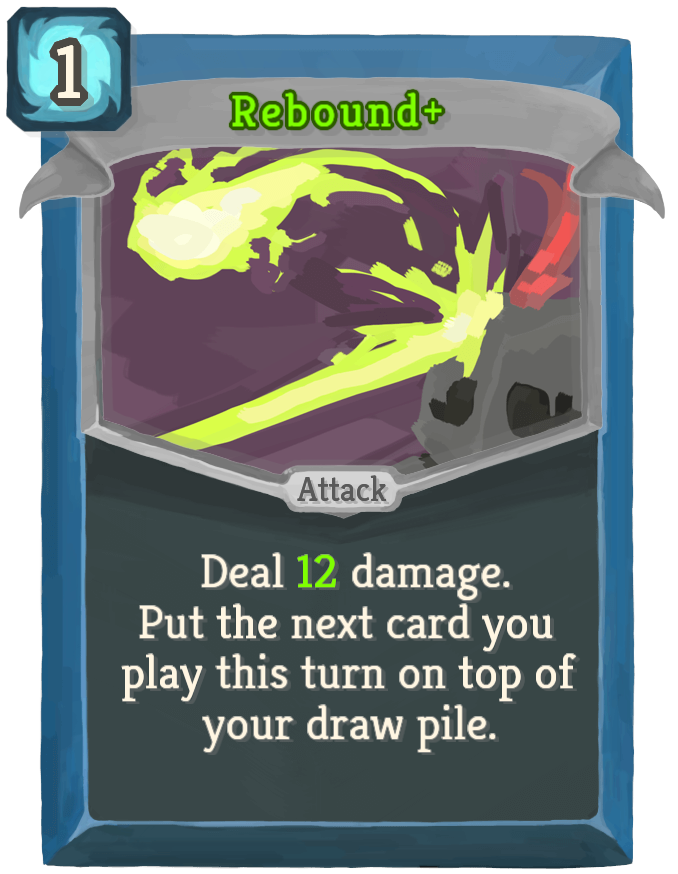 1
Rebound+
Attack
Deal 12 damage.
Put the next card you
play this turn on top of
your draw pile.